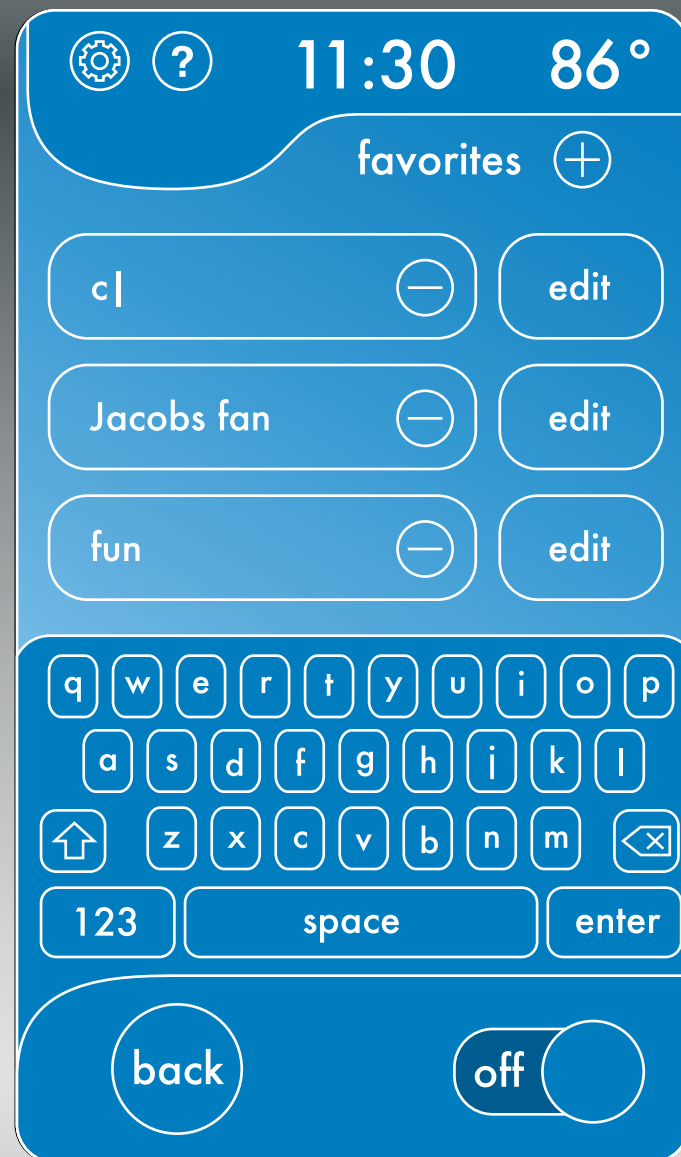 ? 11:30 86°
favorites
c edit
Jacobs fan edit
fun edit
q w e r t y u i o p
a s d f g h j k l
z x c v b n m
123 space enter
back off